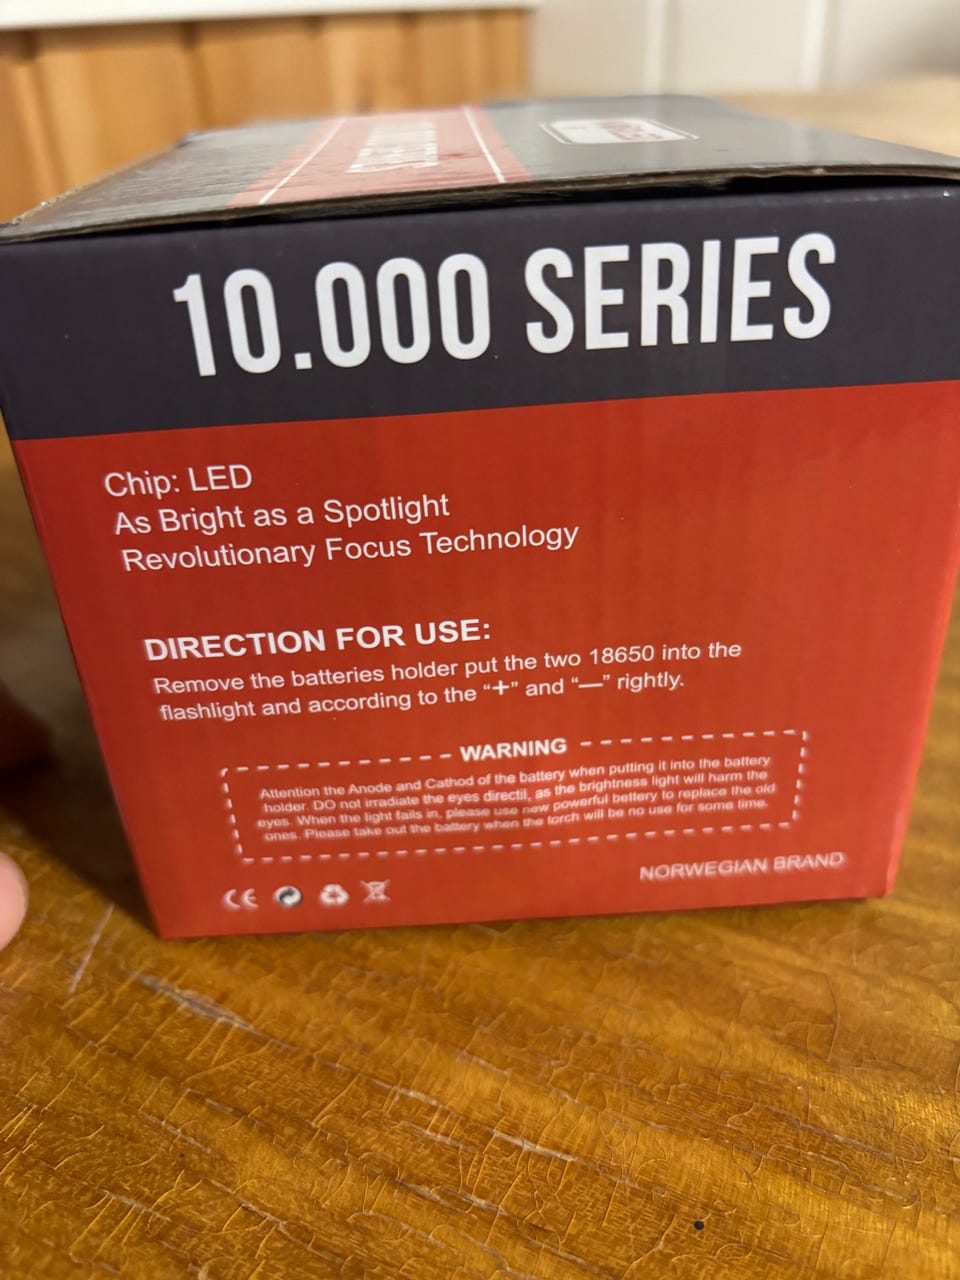 10.000 SERIES
Chip: LED
As Bright as a Spotlight
Revolutionary Focus Technology
DIRECTION FOR USE:
Remove the batteries holder put the two 18650 into the
flashlight and according to the “+” and “—” rightly.
WARNING
Attention the Anode and Cathod of the battery when putting it into the battery
holder. DO not irradiate the eyes directil, as the brightness light will harm the
eyes. When the light fails in, please use new powerful bettery to replace the old
ones. Please take out the battery when the torch will be no use for some time.
NORWEGIAN BRAND
CE